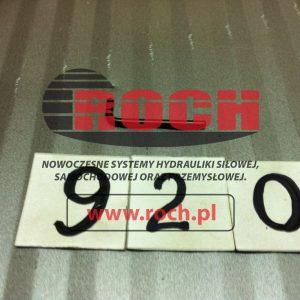 ROCH
NOWOCZESNE SYSTEMY HYDRAULIKI SIŁOWEJ,
SAMOCHODOWEJ ORAZ PRZEMYSŁOWEJ.
920
www.roch.pl